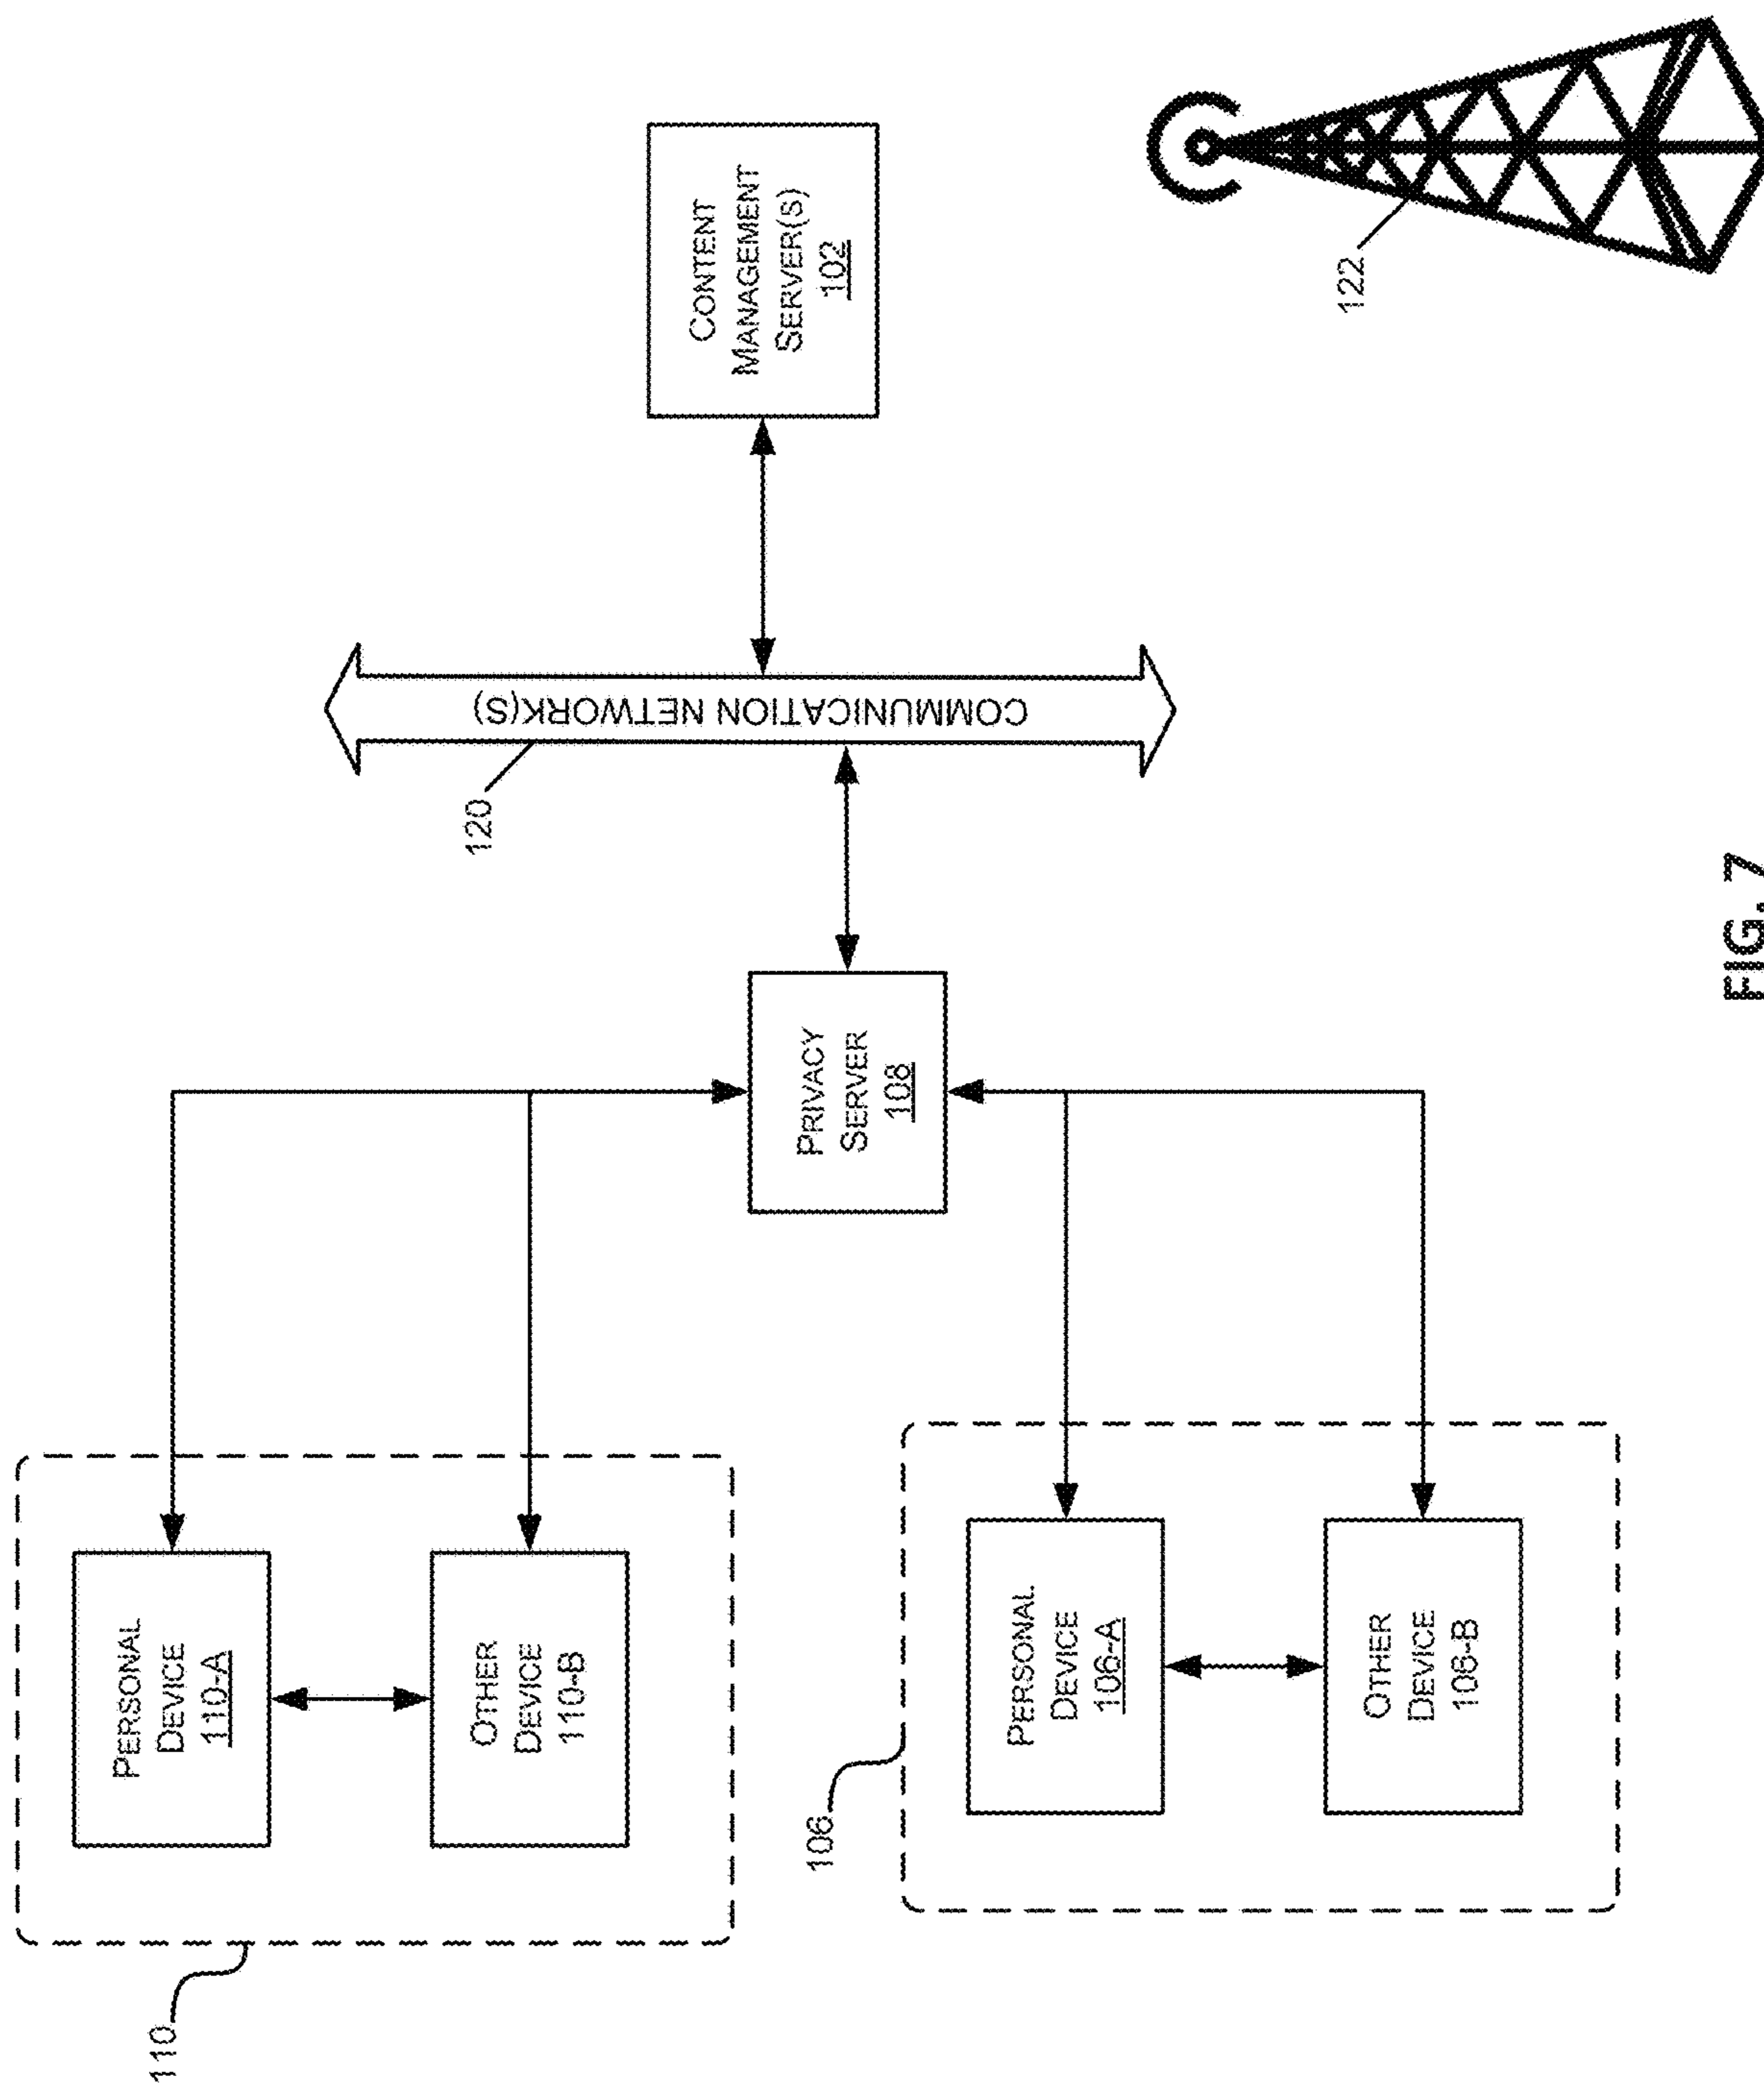 110
PERSONAL
DEVICE
110-A
OTHER
DEVICE
110-B
106
PERSONAL
DEVICE
106-A
OTHER
DEVICE
106-B
PRIVACY
SERVER
108
120
COMMUNICATION NETWORK(S)
CONTENT
MANAGEMENT
SERVER(S)
102
122
FIG. 7